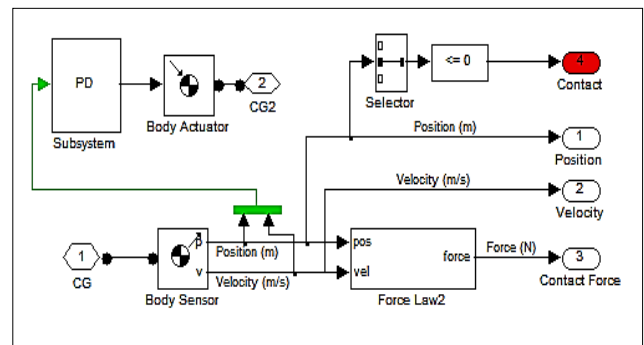 PD
Subsystem
Body Actuator
2
CG2
Selector
<= 0
4
Contact
Position (m)
1
Position
Velocity (m/s)
2
Velocity
1
CG
p
v
Body Sensor
Position (m)
Velocity (m/s)
pos
vel
force
Force Law2
Force (N)
3
Contact Force